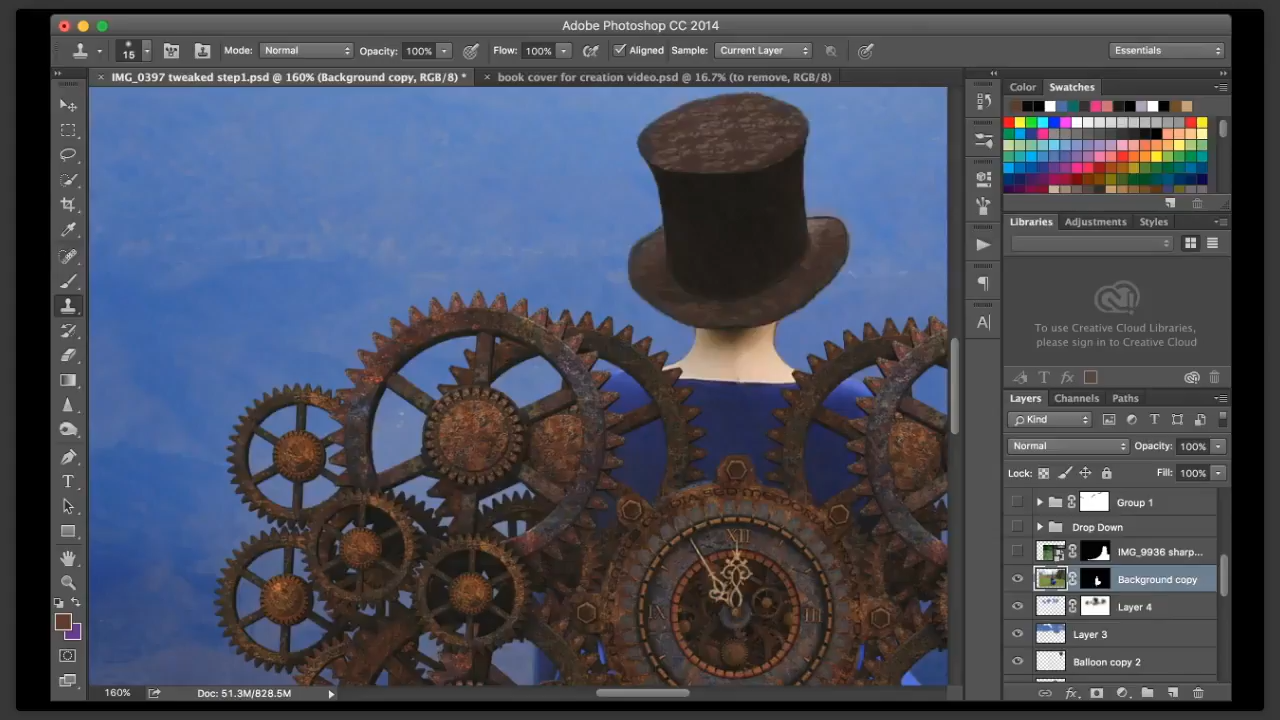 Adobe Photoshop CC 2014
15
Mode: Normal
Opacity: 100%
Flow: 100%
Aligned
Sample: Current Layer
Essentials
IMG_0397 tweaked step1.psd @ 160% (Background copy, RGB/8) *
book cover for creation video.psd @ 16.7% (to remove, RGB/8)
Color Swatches
Libraries Adjustments Styles
To use Creative Cloud Libraries,
please sign in to Creative Cloud
Layers Channels Paths
Kind
Normal Opacity: 100%
Lock: Fill: 100%
Group 1
Drop Down
IMG_9936 sharp...
Background copy
Layer 4
Layer 3
Balloon copy 2
XII
IX
III
160% Doc: 51.3M/828.5M